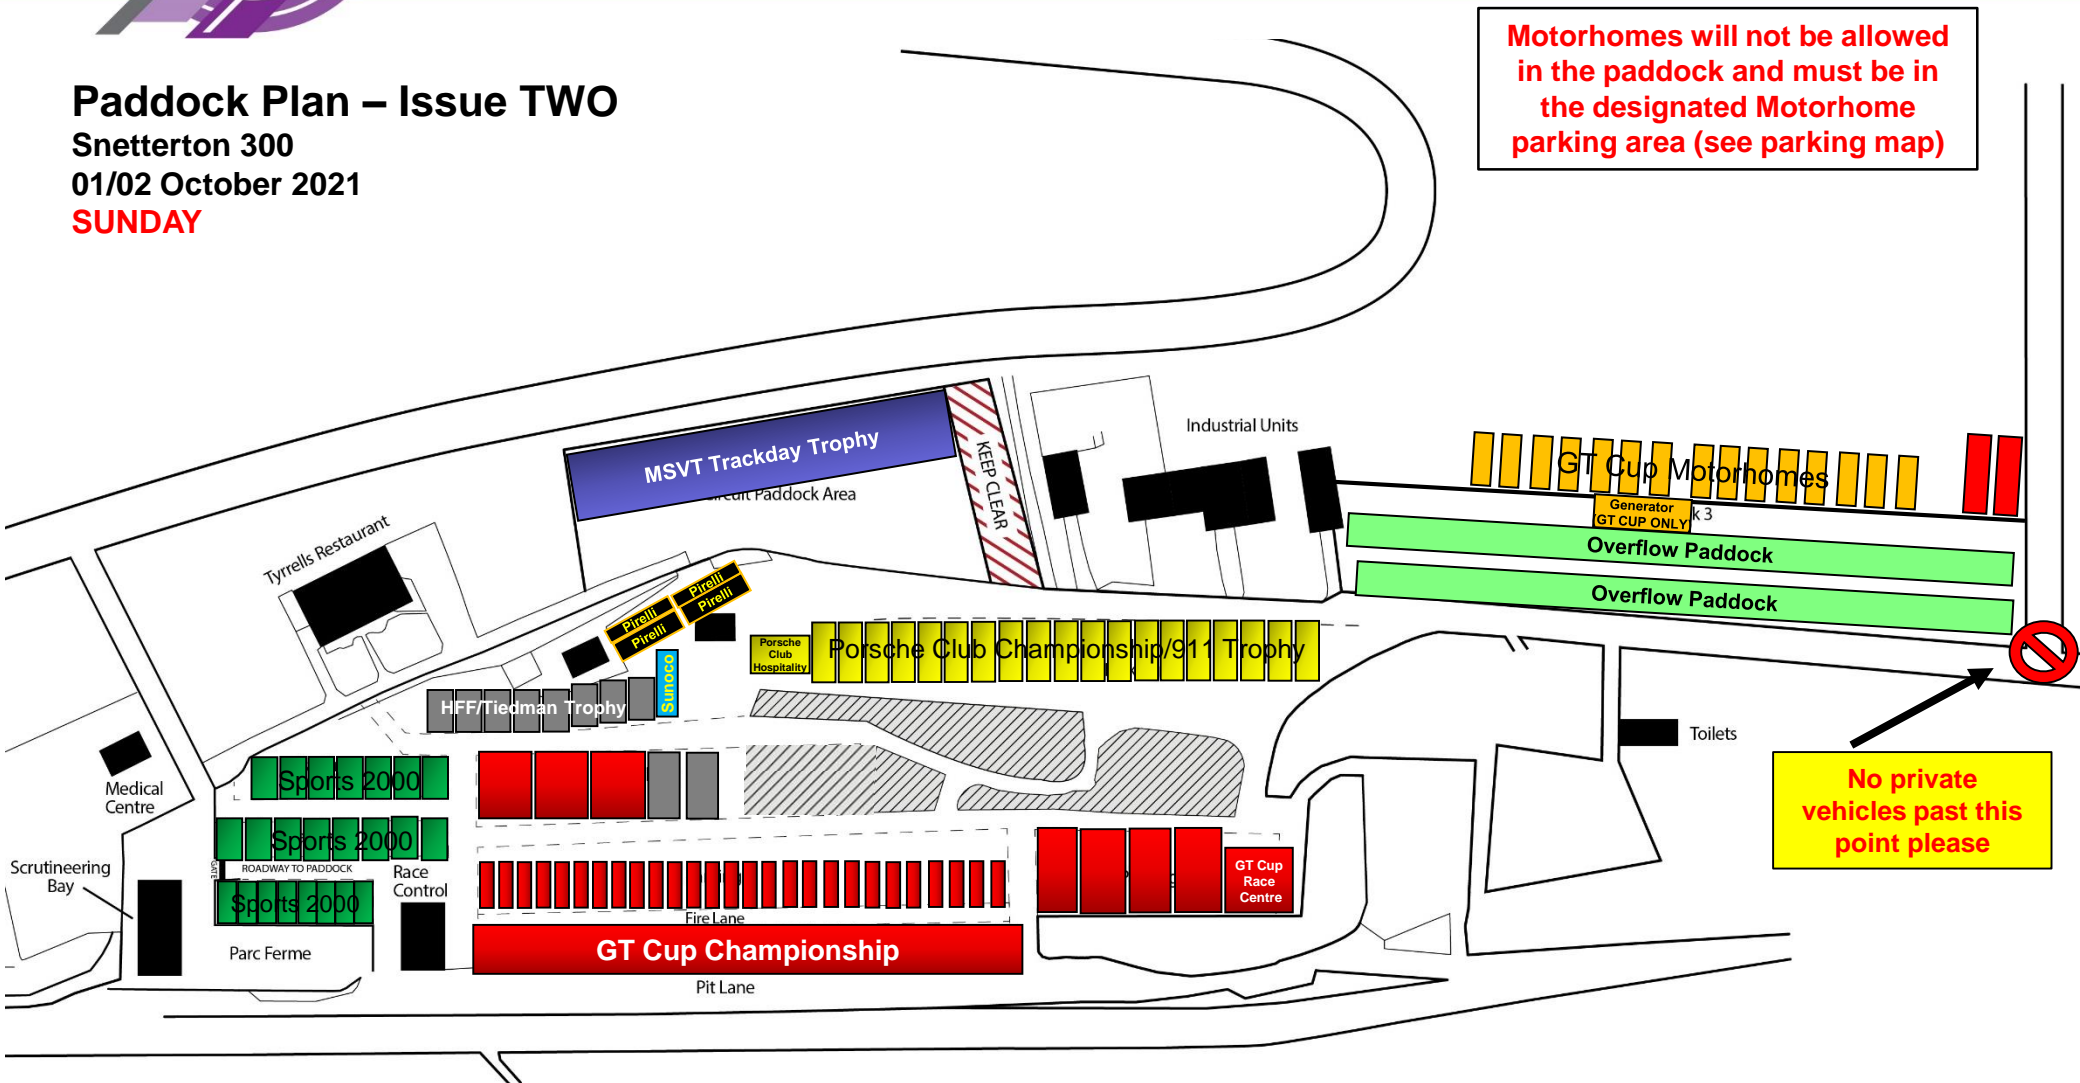 Paddock Plan – Issue TWO
Snetterton 300
01/02 October 2021
SUNDAY
Motorhomes will not be allowed
in the paddock and must be in
the designated Motorhome
parking area (see parking map)
Industrial Units
MSVT Trackday Trophy
Paddock Area
KEEP CLEAR
GT Cup Motorhomes
Generator
GT CUP ONLY
k 3
Overflow Paddock
Overflow Paddock
Tyrrells Restaurant
Pirelli
Pirelli
Pirelli
Pirelli
Sunoco
Porsche
Club
Hospitality
Porsche Club Championship/911 Trophy
HFF/Tiedman Trophy
Toilets
Medical
Centre
Sports 2000
Sports 2000
ROADWAY TO PADDOCK
GATE
Sports 2000
Scrutineering
Bay
Race
Control
Parc Ferme
GT Cup
Race
Centre
Fire Lane
GT Cup Championship
Pit Lane
No private
vehicles past this
point please